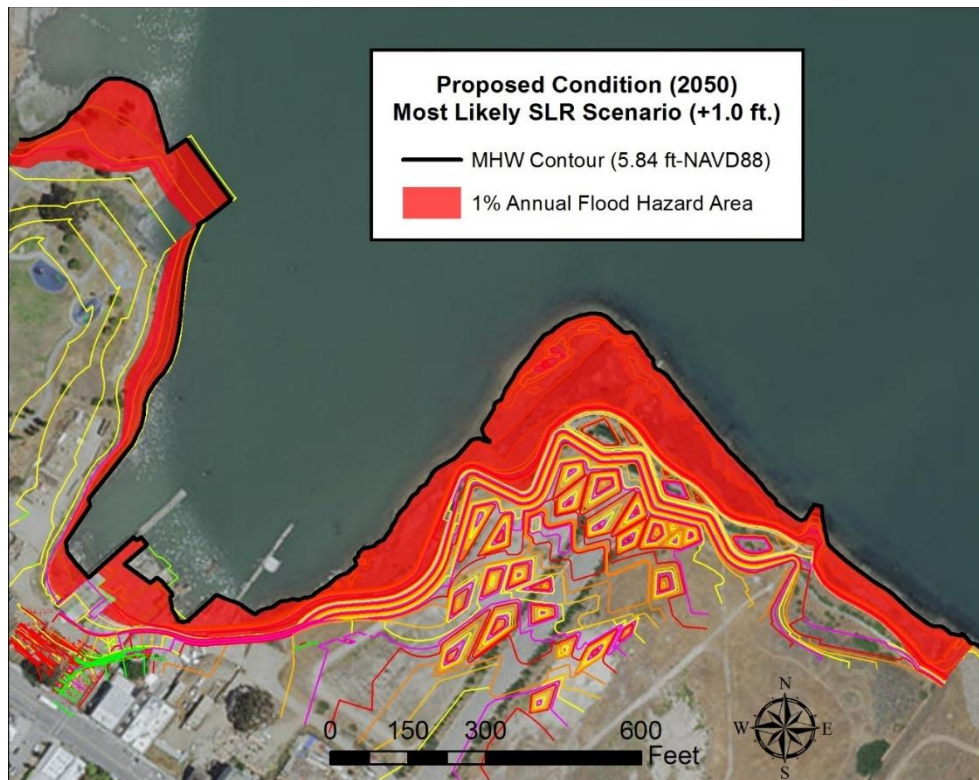 Proposed Condition (2050)
Most Likely SLR Scenario (+1.0 ft.)
MHW Contour (5.84 ft-NAVD88)
1% Annual Flood Hazard Area
N
W E
S
0 150 300 600
Feet